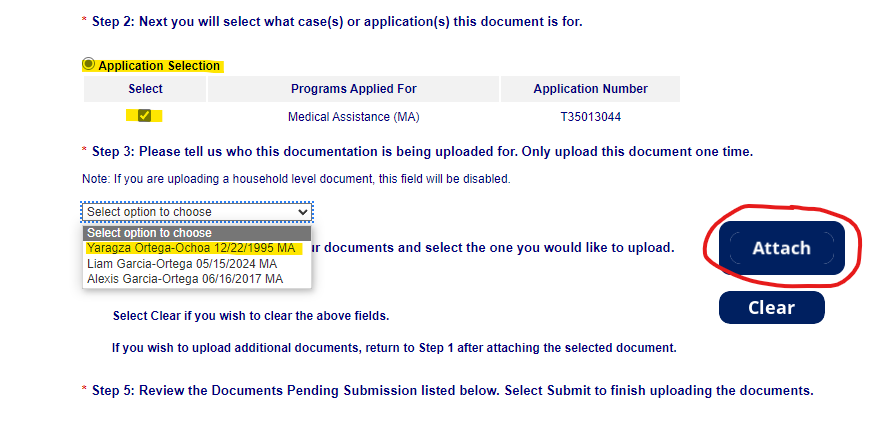 * Step 2: Next you will select what case(s) or application(s) this document is for.
Application Selection
Select Programs Applied For Application Number
Medical Assistance (MA) T35013044
* Step 3: Please tell us who this documentation is being uploaded for. Only upload this document one time.
Note: If you are uploading a household level document, this field will be disabled.
Select option to choose
Select option to choose
Yaragza Ortega-Ochoa 12/22/1995 MA
documents and select the one you would like to upload.
Attach
Liam Garcia-Ortega 05/15/2024 MA
Alexis Garcia-Ortega 06/16/2017 MA
Clear
Select Clear if you wish to clear the above fields.
If you wish to upload additional documents, return to Step 1 after attaching the selected document.
* Step 5: Review the Documents Pending Submission listed below. Select Submit to finish uploading the documents.